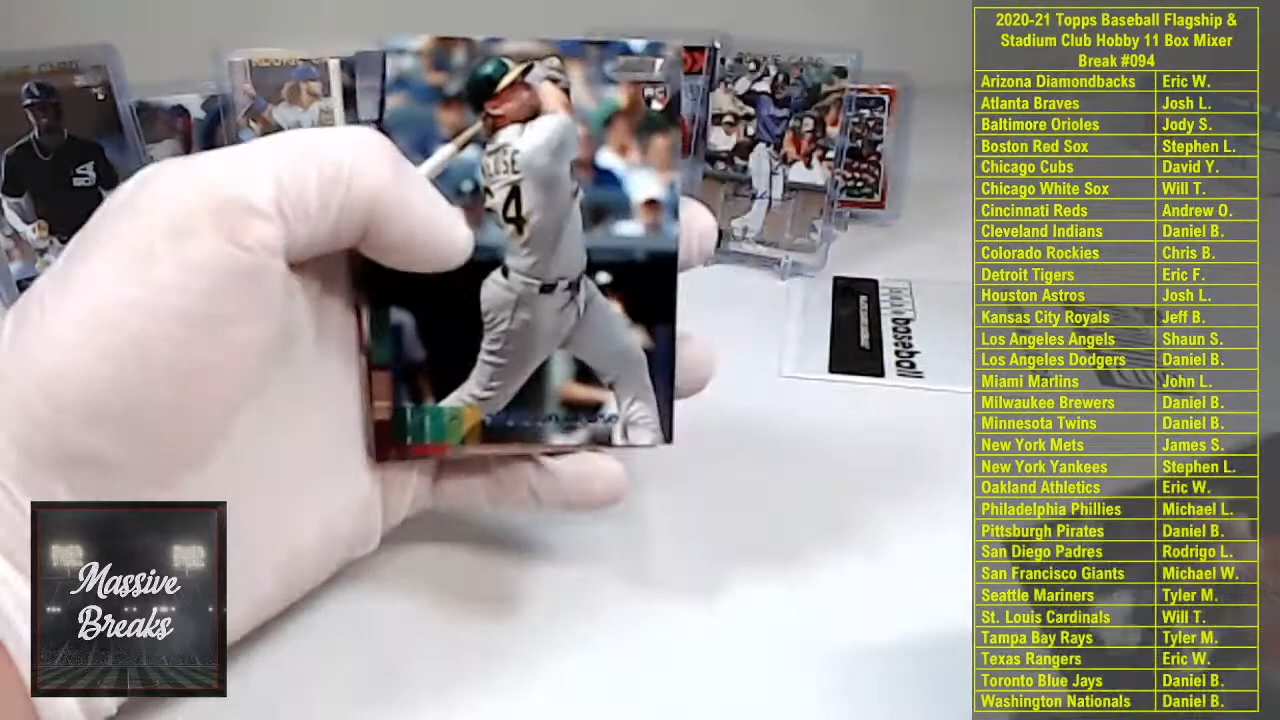 2020-21 Topps Baseball Flagship &
Stadium Club Hobby 11 Box Mixer
Break #094
Arizona Diamondbacks Eric W.
Atlanta Braves Josh L.
Baltimore Orioles Jody S.
Boston Red Sox Stephen L.
Chicago Cubs David Y.
Chicago White Sox Will T.
Cincinnati Reds Andrew O.
Cleveland Indians Daniel B.
Colorado Rockies Chris B.
Detroit Tigers Eric F.
Houston Astros Josh L.
Kansas City Royals Jeff B.
Los Angeles Angels Shaun S.
Los Angeles Dodgers Daniel B.
Miami Marlins John L.
Milwaukee Brewers Daniel B.
Minnesota Twins Daniel B.
New York Mets James S.
New York Yankees Stephen L.
Oakland Athletics Eric W.
Philadelphia Phillies Michael L.
Pittsburgh Pirates Daniel B.
San Diego Padres Rodrigo L.
San Francisco Giants Michael W.
Seattle Mariners Tyler M.
St. Louis Cardinals Will T.
Tampa Bay Rays Tyler M.
Texas Rangers Eric W.
Toronto Blue Jays Daniel B.
Washington Nationals Daniel B.
RC
64
baseball
Massive
Breaks